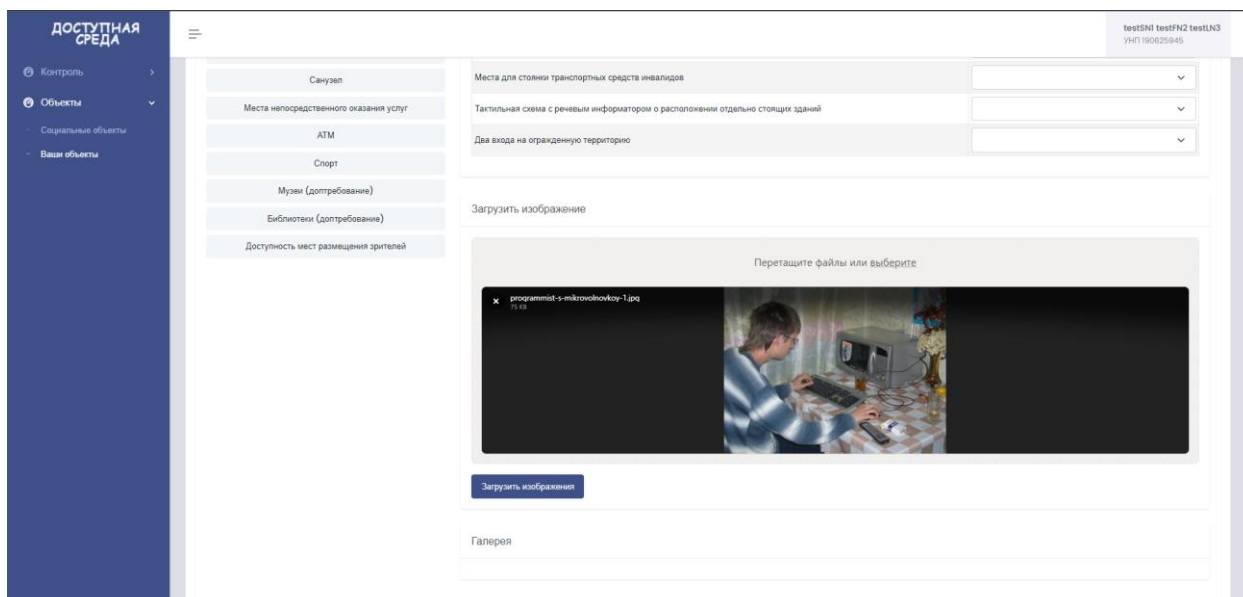 ДОСТУПНАЯ
СРЕДА
testSN1 testFN2 testLN3
УНП 190625945
Контроль
Объекты
Социальные объекты
Ваши объекты
Санузел
Места непосредственного оказания услуг
ATM
Спорт
Музеи (доптребование)
Библиотеки (доптребование)
Доступность мест размещения зрителей
Места для стоянки транспортных средств инвалидов
Тактильная схема с речевым информатором о расположении отдельно стоящих зданий
Два входа на огражденную территорию
Загрузить изображение
Перетащите файлы или выберите
programmist-s-mikrovolnovkoy-1.jpg
75 KB
Загрузить изображения
Галерея